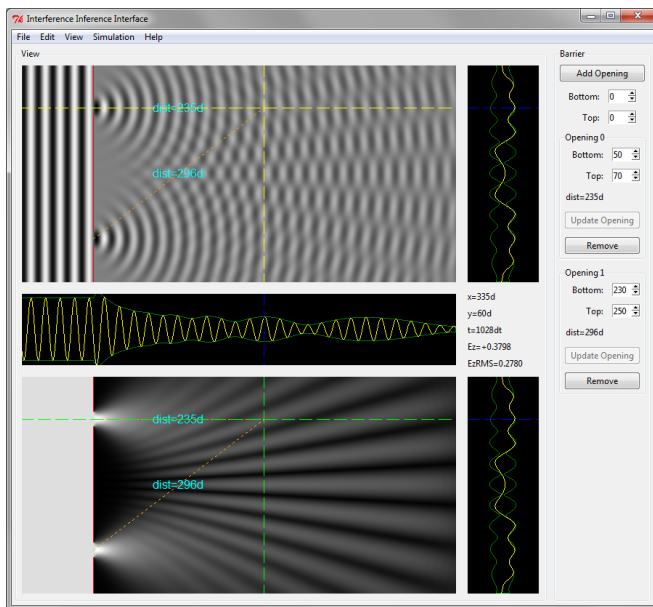 Interference Inference Interface
File Edit View Simulation Help
View
dist=235d
dist=296d
x=335d
y=60d
t=1028dt
Ez=+0.3798
EzRMS=0.2780
dist=235d
dist=296d
Barrier
Add Opening
Bottom: 0
Top: 0
Opening 0
Bottom: 50
Top: 70
dist=235d
Update Opening
Remove
Opening 1
Bottom: 230
Top: 250
dist=296d
Update Opening
Remove